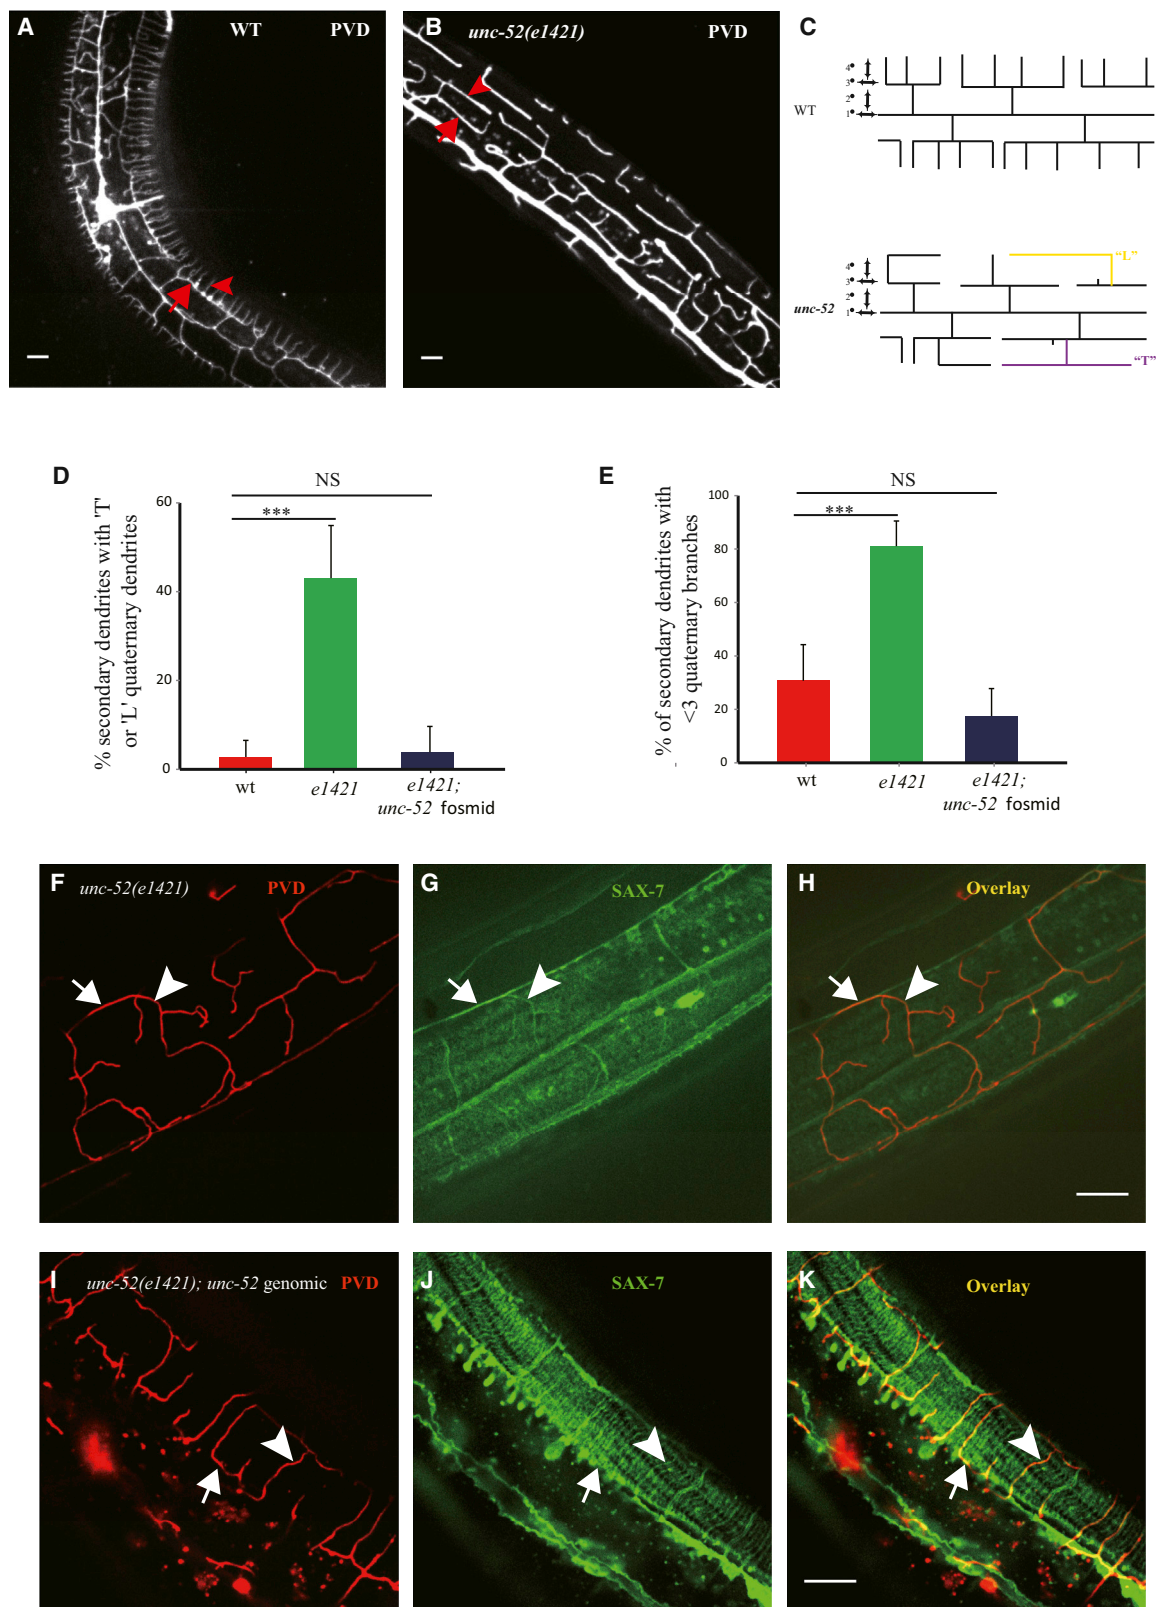 A WT PVD
B unc-52(e1421) PVD
C
4•
3•
2•
1•
WT
"L"
4•
3•
2•
1•
unc-52
"T"
D
NS
***
% secondary dendrites with 'T'
or 'L' quaternary dendrites
60
40
20
0
wt
e1421
e1421;
unc-52 fosmid
E
NS
***
% of secondary dendrites with
<3 quaternary branches
100
80
60
40
20
0
wt
e1421
e1421;
unc-52 fosmid
F unc-52(e1421) PVD
G SAX-7
H Overlay
I unc-52(e1421); unc-52 genomic PVD
J SAX-7
K Overlay